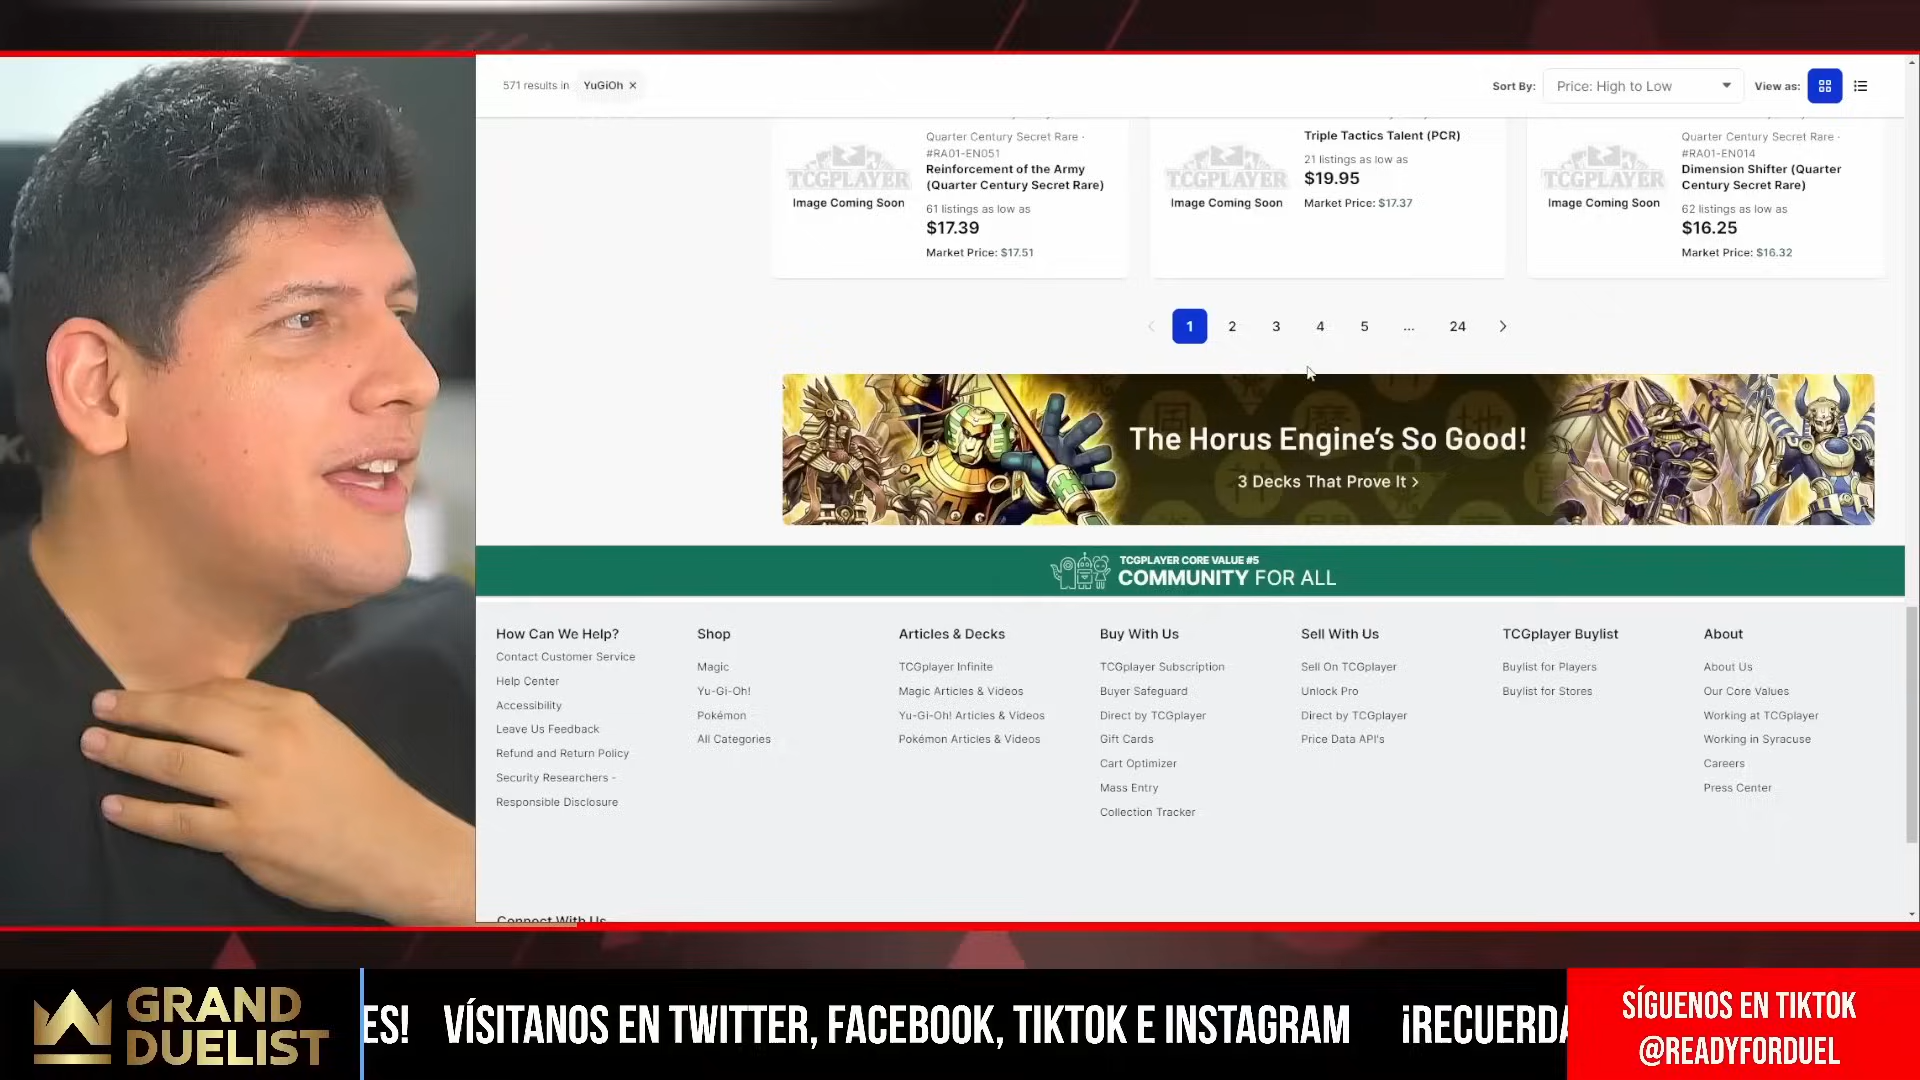 571 results in YuGiOh ×
Sort By: Price: High to Low View as:
Quarter Century Secret Rare ·
#RA01-EN051
Reinforcement of the Army
(Quarter Century Secret Rare)
61 listings as low as
$17.39
Market Price: $17.51
TCGPLAYER
Image Coming Soon
Triple Tactics Talent (PCR)
21 listings as low as
$19.95
Market Price: $17.37
TCGPLAYER
Image Coming Soon
Quarter Century Secret Rare ·
#RA01-EN014
Dimension Shifter (Quarter
Century Secret Rare)
62 listings as low as
$16.25
Market Price: $16.32
TCGPLAYER
Image Coming Soon
1 2 3 4 5 ... 24
The Horus Engine's So Good!
3 Decks That Prove It >
TCGPLAYER CORE VALUE #5
COMMUNITY FOR ALL
How Can We Help?
Contact Customer Service
Help Center
Accessibility
Leave Us Feedback
Refund and Return Policy
Security Researchers -
Responsible Disclosure
Shop
Magic
Yu-Gi-Oh!
Pokémon
All Categories
Articles & Decks
TCGplayer Infinite
Magic Articles & Videos
Yu-Gi-Oh! Articles & Videos
Pokémon Articles & Videos
Buy With Us
TCGplayer Subscription
Buyer Safeguard
Direct by TCGplayer
Gift Cards
Cart Optimizer
Mass Entry
Collection Tracker
Sell With Us
Sell On TCGplayer
Unlock Pro
Direct by TCGplayer
Price Data API's
TCGplayer Buylist
Buylist for Players
Buylist for Stores
About
About Us
Our Core Values
Working at TCGplayer
Working in Syracuse
Careers
Press Center
Connect With Us
GRAND
DUELIST
ES! VÍSITANOS EN TWITTER, FACEBOOK, TIKTOK E INSTAGRAM ¡RECUERDA
SÍGUENOS EN TIKTOK
@READYFORDUEL